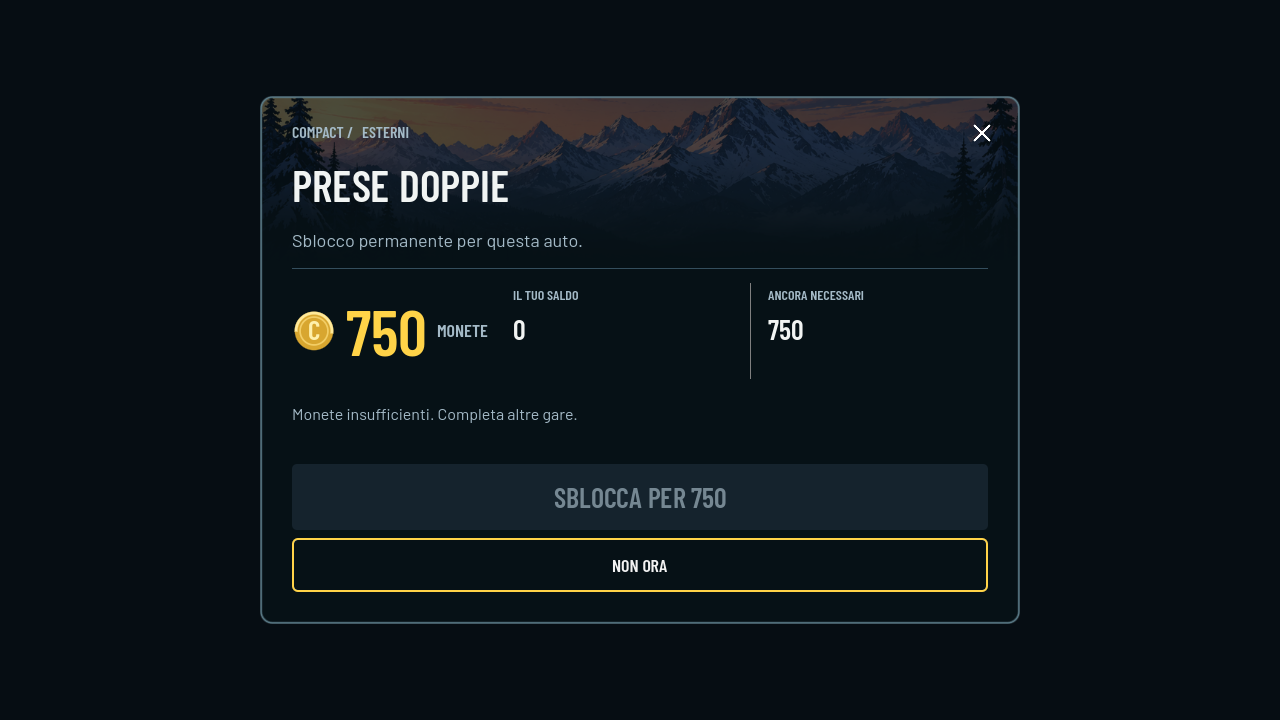 COMPACT / ESTERNI
PRESE DOPPIE
Sblocco permanente per questa auto.
C 750 MONETE
IL TUO SALDO
0
ANCORA NECESSARI
750
Monete insufficienti. Completa altre gare.
SBLOCCA PER 750
NON ORA